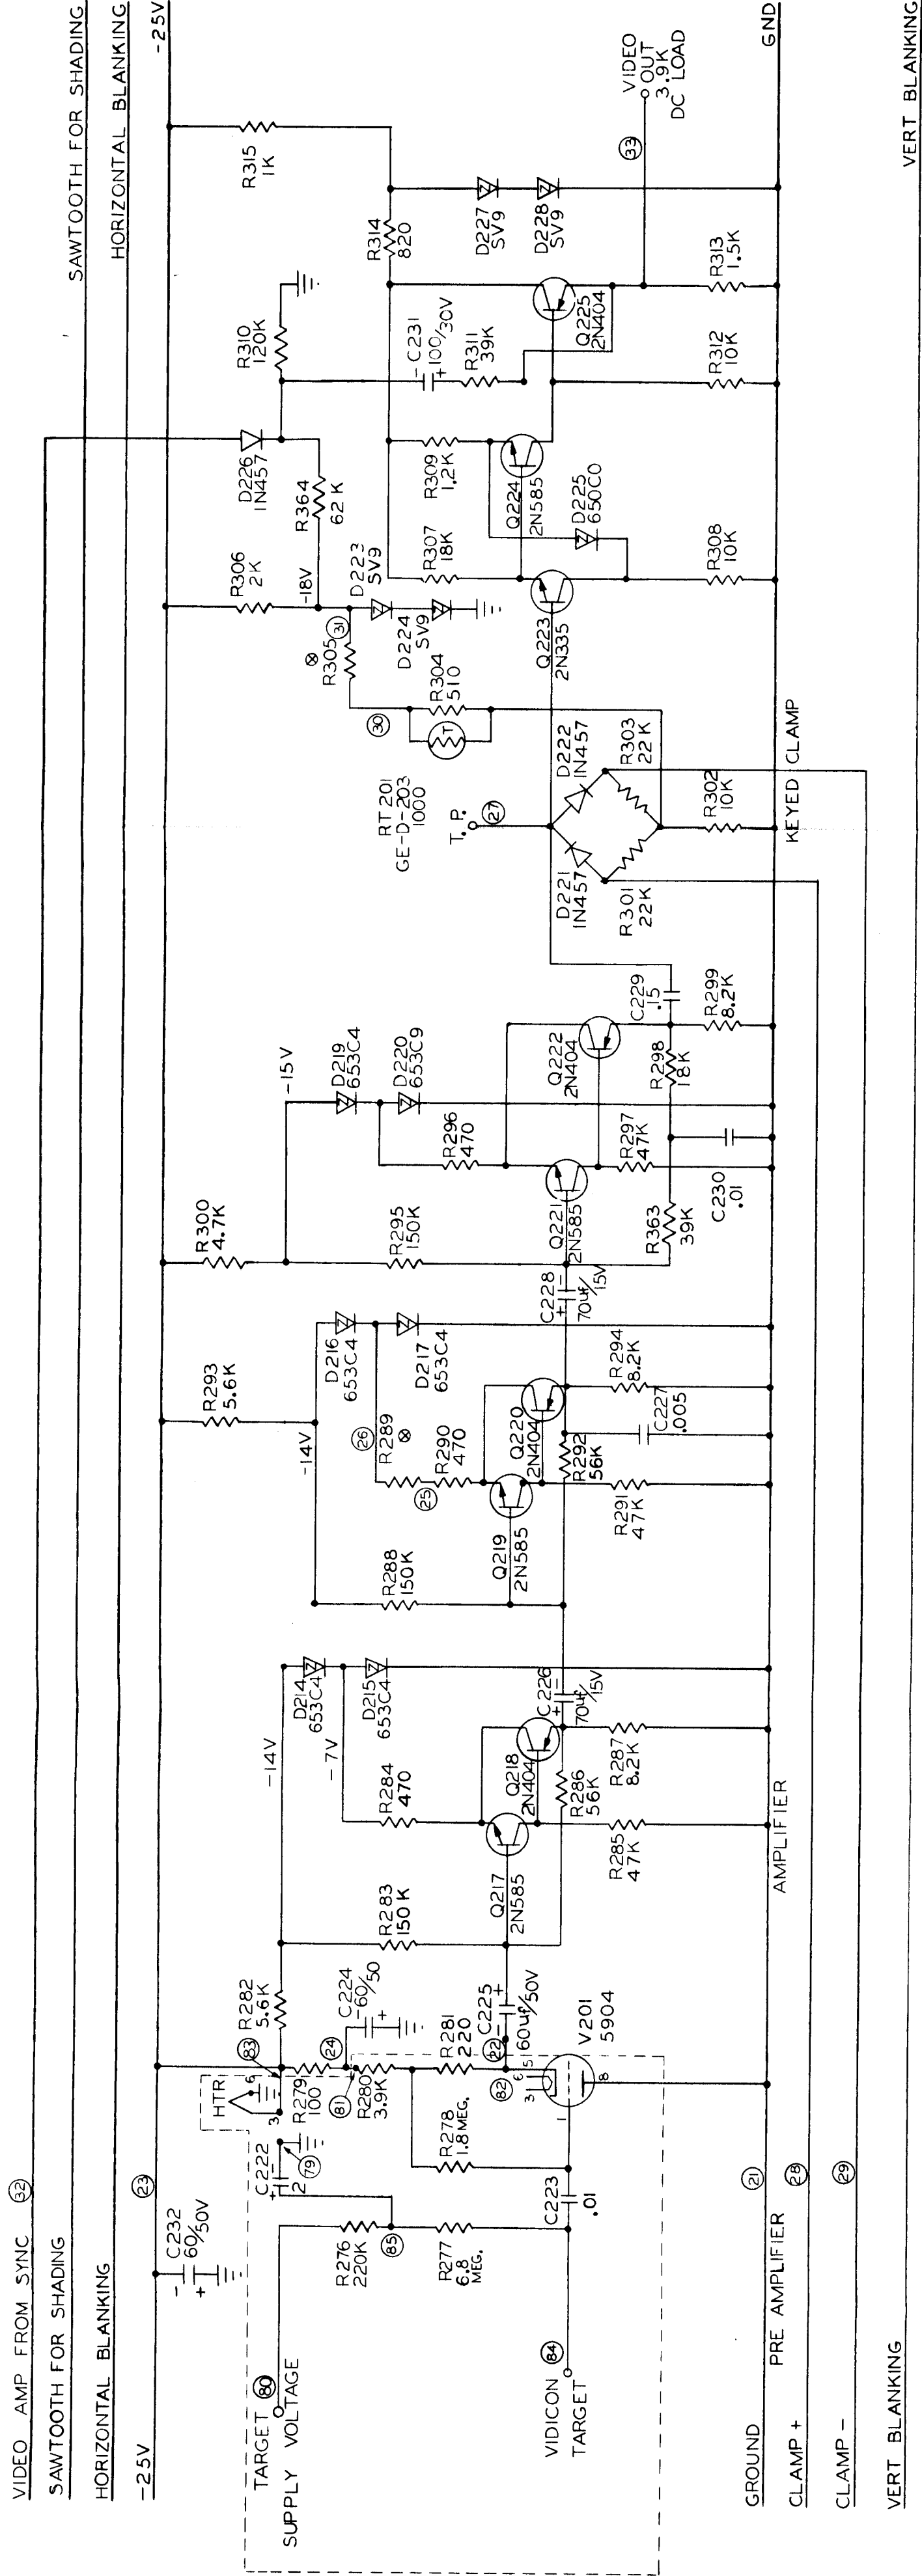 VIDEO AMP FROM SYNC 32
SAWTOOTH FOR SHADING
SAWTOOTH FOR SHADING
HORIZONTAL BLANKING
HORIZONTAL BLANKING
-25V
23
-25V
C232
60/50V
-
+
TARGET 80
SUPPLY VOLTAGE
VIDICON 84
TARGET
R276
220K
85
R277
6.8
MEG.
C222
+
-
2
79
HTR
3
6
83
R279
100
24
81
R280
3.9K
C223
.01
R278
1.8 MEG.
R281
220
C224
-60/50
+
82
22
3
6
5
1
8
C225
- +
60uf/50V
V201
5904
R282
5.6K
-14V
-7V
R283
150K
R284
470
D214
653C4
D215
653C4
Q217
2N585
Q218
2N404
R285
47K
R286
56K
R287
8.2K
C226
+ -
70uf/15V
R288
150K
-14V
R293
5.6K
26
R289
⊗
25
R290
470
D216
653C4
D217
653C4
Q219
2N585
Q220
2N404
R291
47K
R292
56K
C227
.005
R294
8.2K
C228
+ -
70uf/15V
R300
4.7K
-15V
R295
150K
R296
470
D219
653C4
D220
653C9
Q221
2N585
Q222
2N404
R363
39K
R297
47K
R298
18K
C230
.01
C229
.15
R299
8.2K
T.P.
27
RT 201
GE-D-203
1000
T
D221
1N457
D222
1N457
R301
22K
R303
22K
R302
10K
KEYED CLAMP
30
R304
510
⊗
R305
31
R306
2K
-18V
D223
SV9
D224
SV9
R364
62K
D226
1N457
R310
120K
Q223
2N335
R307
18K
R309
1.2K
Q224
2N585
D225
650C0
R308
10K
C231
-
+
100/30V
R311
39K
Q225
2N404
R312
10K
R313
1.5K
R314
820
R315
1K
D227
SV9
D228
SV9
33
VIDEO
OUT
3.9K
DC LOAD
GND
GROUND
21
PRE AMPLIFIER
AMPLIFIER
CLAMP +
28
CLAMP -
29
VERT BLANKING
VERT BLANKING